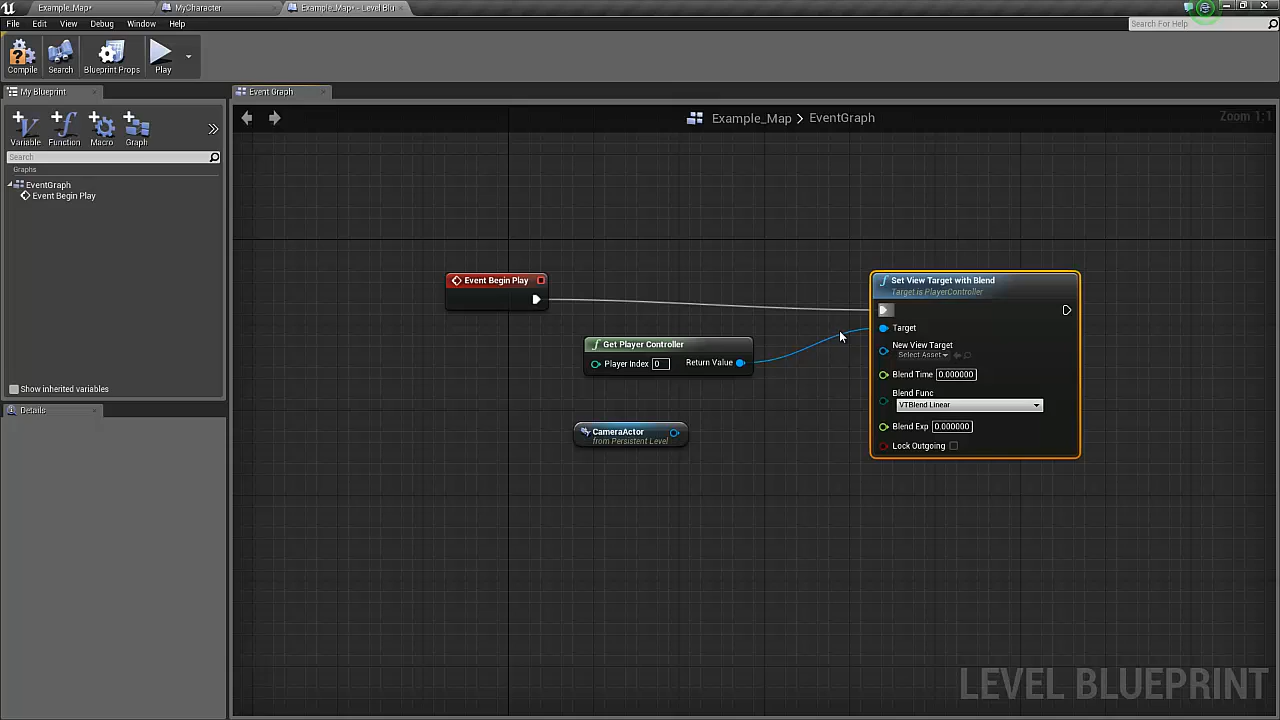 Example_Map*
MyCharacter
Example_Map* - Level Blu
File Edit View Debug Window Help
Search For Help
Compile Search Blueprint Props Play
My Blueprint
Event Graph
Variable Function Macro Graph
Example_Map > EventGraph
Zoom 1:1
Search
Graphs
EventGraph
Event Begin Play
Show inherited variables
Details
Event Begin Play
Get Player Controller
Player Index 0 Return Value
CameraActor
from Persistent Level
Set View Target with Blend
Target is PlayerController
Target
New View Target
Select Asset
Blend Time 0.000000
Blend Func
VTBlend Linear
Blend Exp 0.000000
Lock Outgoing
LEVEL BLUEPRINT